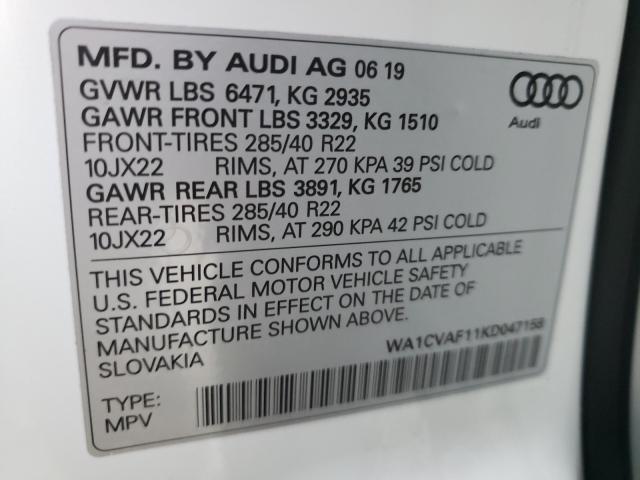 MFD. BY AUDI AG 06 19
GVWR LBS 6471, KG 2935
GAWR FRONT LBS 3329, KG 1510
FRONT-TIRES 285/40 R22
10JX22 RIMS, AT 270 KPA 39 PSI COLD
GAWR REAR LBS 3891, KG 1765
REAR-TIRES 285/40 R22
10JX22 RIMS, AT 290 KPA 42 PSI COLD
Audi
THIS VEHICLE CONFORMS TO ALL APPLICABLE
U.S. FEDERAL MOTOR VEHICLE SAFETY
STANDARDS IN EFFECT ON THE DATE OF
MANUFACTURE SHOWN ABOVE.
SLOVAKIA
WA1CVAF11KD047158
TYPE:
MPV